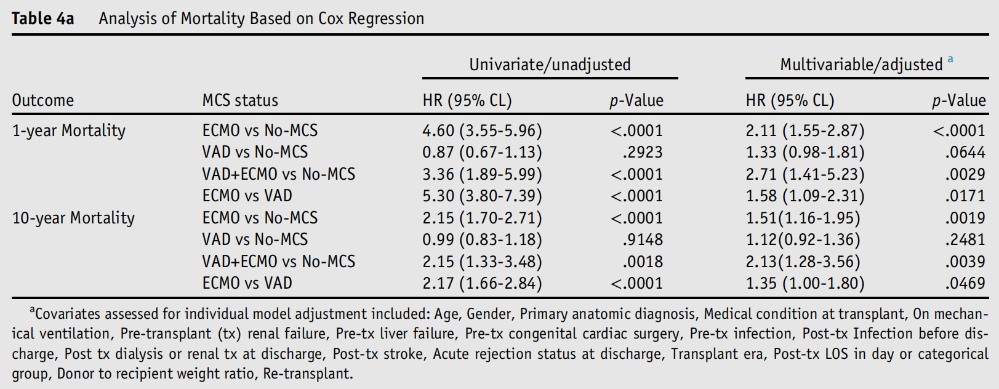 Table 4a Analysis of Mortality Based on Cox Regression
Univariate/unadjusted Multivariable/adjusted a
Outcome MCS status HR (95% CL) p-Value HR (95% CL) p-Value
1-year Mortality ECMO vs No-MCS 4.60 (3.55-5.96) <.0001 2.11 (1.55-2.87) <.0001
VAD vs No-MCS 0.87 (0.67-1.13) .2923 1.33 (0.98-1.81) .0644
VAD+ECMO vs No-MCS 3.36 (1.89-5.99) <.0001 2.71 (1.41-5.23) .0029
ECMO vs VAD 5.30 (3.80-7.39) <.0001 1.58 (1.09-2.31) .0171
10-year Mortality ECMO vs No-MCS 2.15 (1.70-2.71) <.0001 1.51(1.16-1.95) .0019
VAD vs No-MCS 0.99 (0.83-1.18) .9148 1.12(0.92-1.36) .2481
VAD+ECMO vs No-MCS 2.15 (1.33-3.48) .0018 2.13(1.28-3.56) .0039
ECMO vs VAD 2.17 (1.66-2.84) <.0001 1.35 (1.00-1.80) .0469
aCovariates assessed for individual model adjustment included: Age, Gender, Primary anatomic diagnosis, Medical condition at transplant, On mechan-
ical ventilation, Pre-transplant (tx) renal failure, Pre-tx liver failure, Pre-tx congenital cardiac surgery, Pre-tx infection, Post-tx Infection before dis-
charge, Post tx dialysis or renal tx at discharge, Post-tx stroke, Acute rejection status at discharge, Transplant era, Post-tx LOS in day or categorical
group, Donor to recipient weight ratio, Re-transplant.